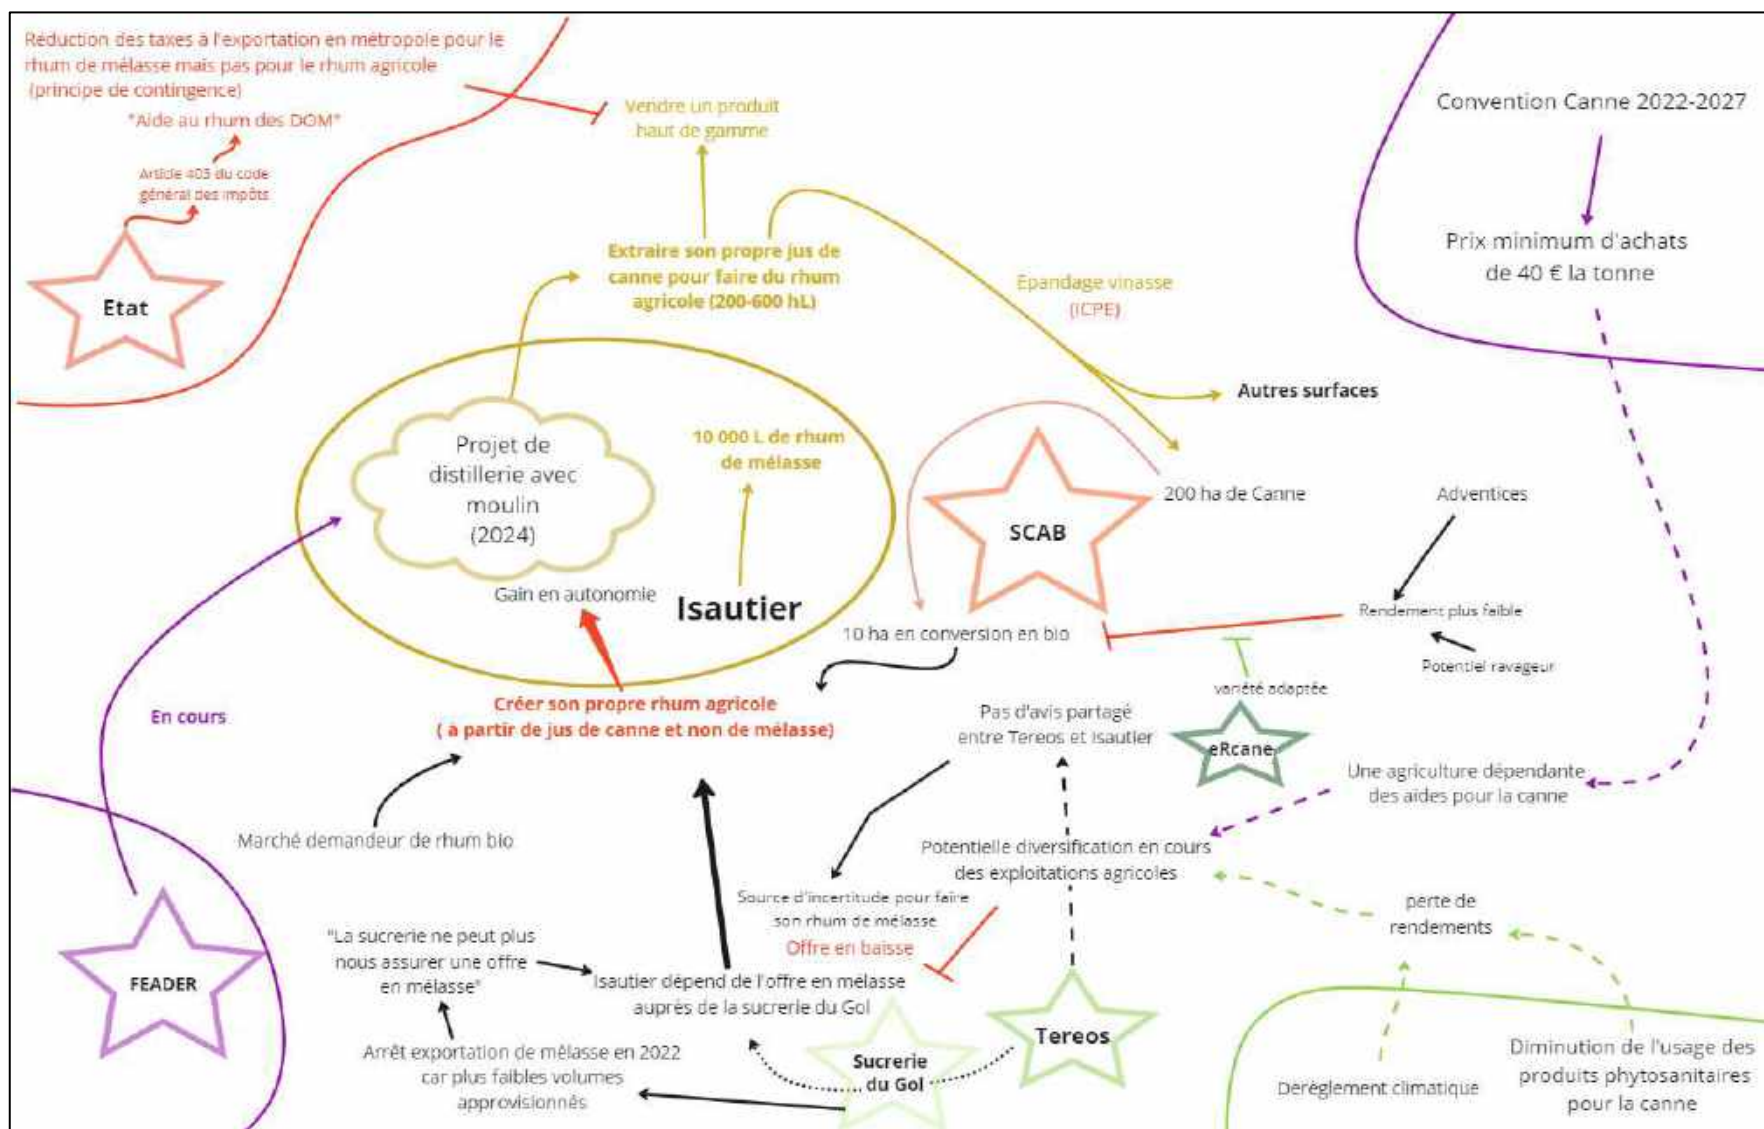 Réduction des taxes à l'exportation en métropole pour le
rhum de mélasse mais pas pour le rhum agricole
(principe de contingence)
"Aide au rhum des DOM"
Article 403 du code
général des impôts
Etat
Vendre un produit
haut de gamme
Extraire son propre jus de
canne pour faire du rhum
agricole (200-600 hL)
Epandage vinasse
(ICPE)
Autres surfaces
Convention Canne 2022-2027
Prix minimum d'achats
de 40 € la tonne
Projet de
distillerie avec
moulin
(2024)
10 000 L de rhum
de mélasse
Gain en autonomie
Isautier
SCAB
200 ha de Canne
10 ha en conversion en bio
Adventices
Rendement plus faible
Potentiel ravageur
variété adaptée
eRcane
En cours
Créer son propre rhum agricole
( à partir de jus de canne et non de mélasse)
Pas d'avis partagé
entre Tereos et Isautier
Une agriculture dépendante
des aides pour la canne
Marché demandeur de rhum bio
Potentielle diversification en cours
des exploitations agricoles
Source d'incertitude pour faire
son rhum de mélasse
Offre en baisse
perte de
rendements
FEADER
"La sucrerie ne peut plus
nous assurer une offre
en mélasse"
Isautier dépend de l'offre en mélasse
auprès de la sucrerie du Gol
Arrêt exportation de mélasse en 2022
car plus faibles volumes
approvisionnés
Sucrerie
du Gol
Tereos
Dérèglement climatique
Diminution de l'usage des
produits phytosanitaires
pour la canne